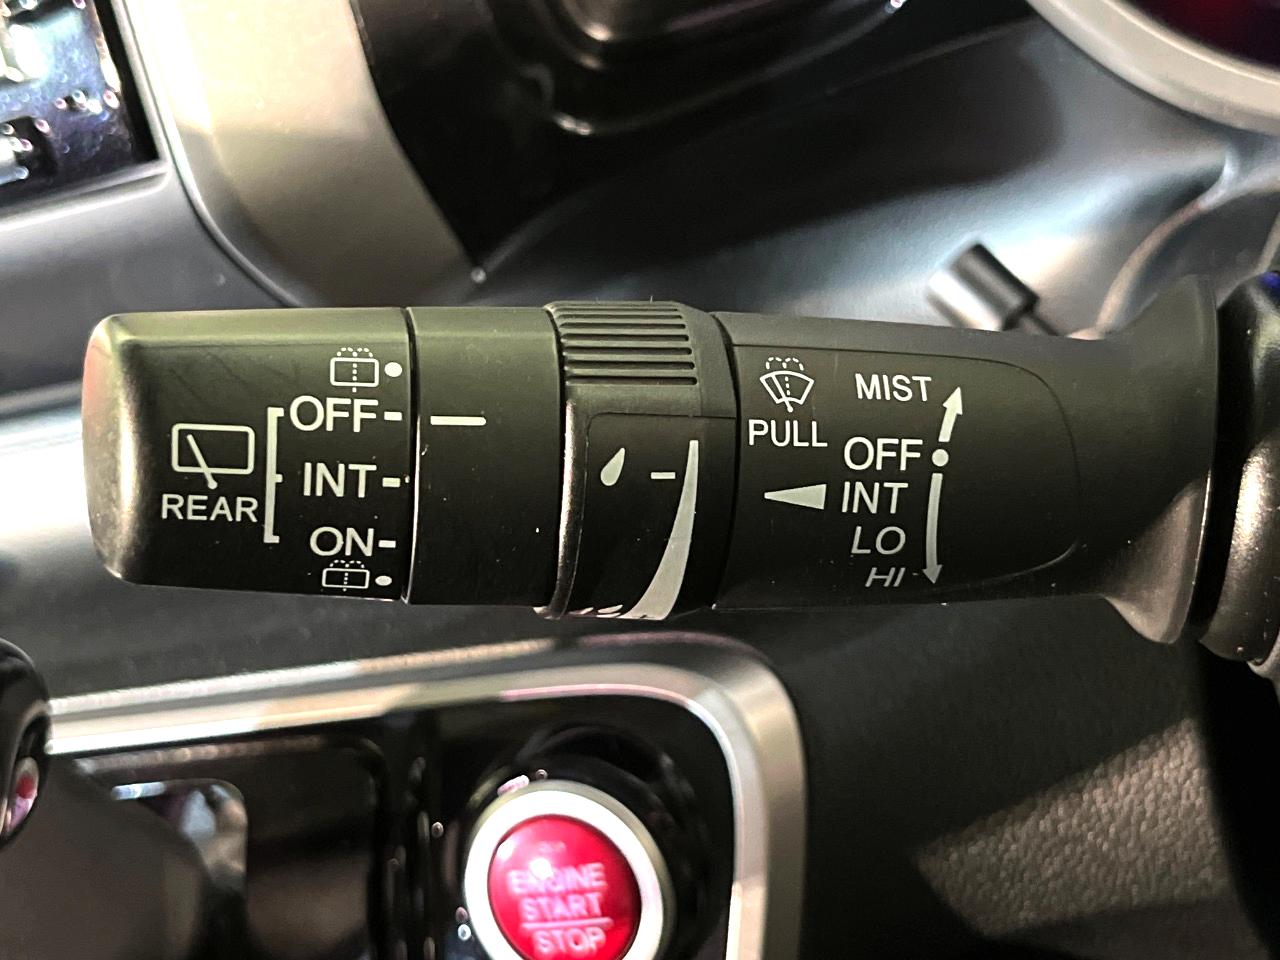 REAR
OFF
INT
ON
PULL
MIST
OFF
INT
LO
HI
ENGINE
START
STOP